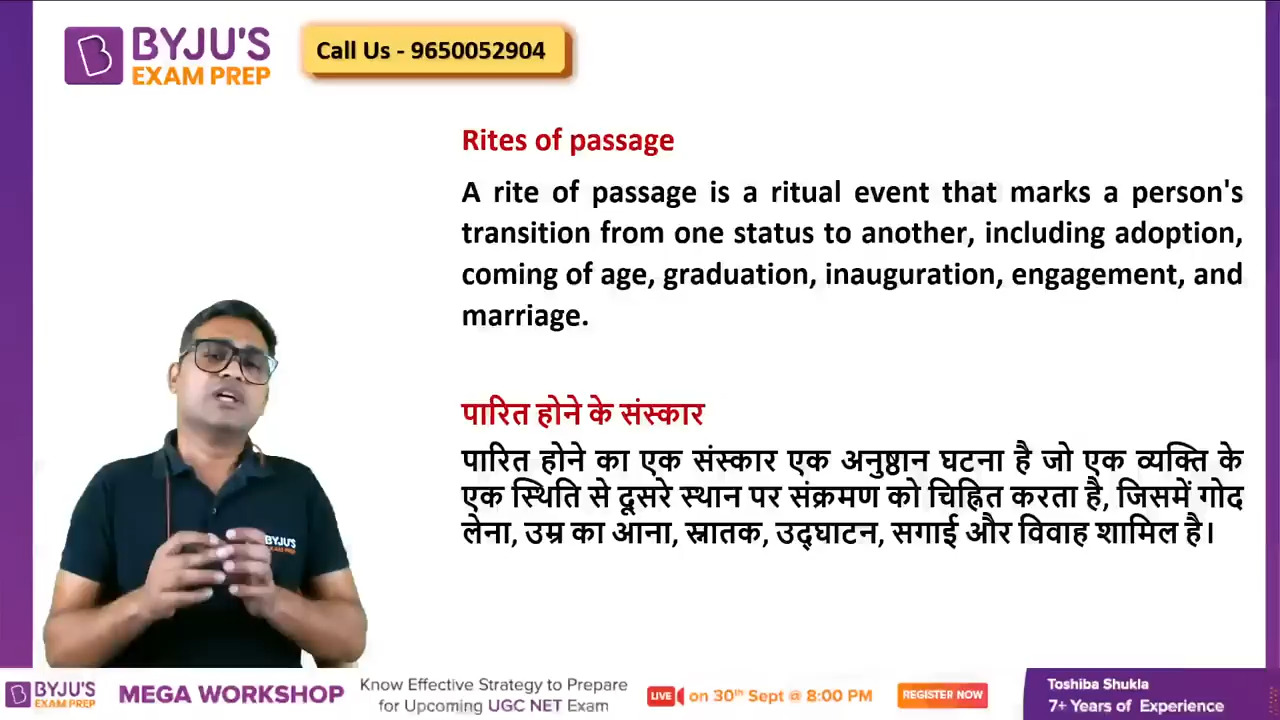 BYJU'S
EXAM PREP
Call Us - 9650052904
Rites of passage
A rite of passage is a ritual event that marks a person's
transition from one status to another, including adoption,
coming of age, graduation, inauguration, engagement, and
marriage.
पारित होने के संस्कार
पारित होने का एक संस्कार एक अनुष्ठान घटना है जो एक व्यक्ति के
एक स्थिति से दूसरे स्थान पर संक्रमण को चिह्नित करता है, जिसमें गोद
लेना, उम्र का आना, स्नातक, उद्घाटन, सगाई और विवाह शामिल है।
BYJU'S
EXAM PREP
BYJU'S
EXAM PREP
MEGA WORKSHOP
Know Effective Strategy to Prepare
for Upcoming UGC NET Exam
LIVE on 30th Sept @ 8:00 PM
REGISTER NOW
Toshiba Shukla
7+ Years of Experience